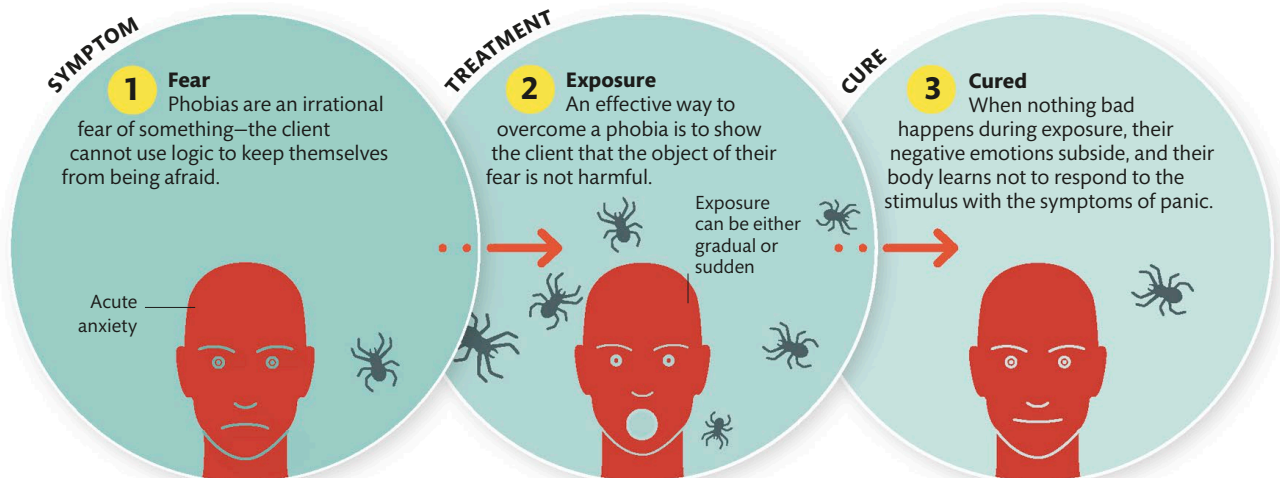 SYMPTOM
1
Fear
Phobias are an irrational
fear of something—the client
cannot use logic to keep themselves
from being afraid.
Acute
anxiety
TREATMENT
2
Exposure
An effective way to
overcome a phobia is to show
the client that the object of their
fear is not harmful.
Exposure
can be either
gradual or
sudden
CURE
3
Cured
When nothing bad
happens during exposure, their
negative emotions subside, and their
body learns not to respond to the
stimulus with the symptoms of panic.